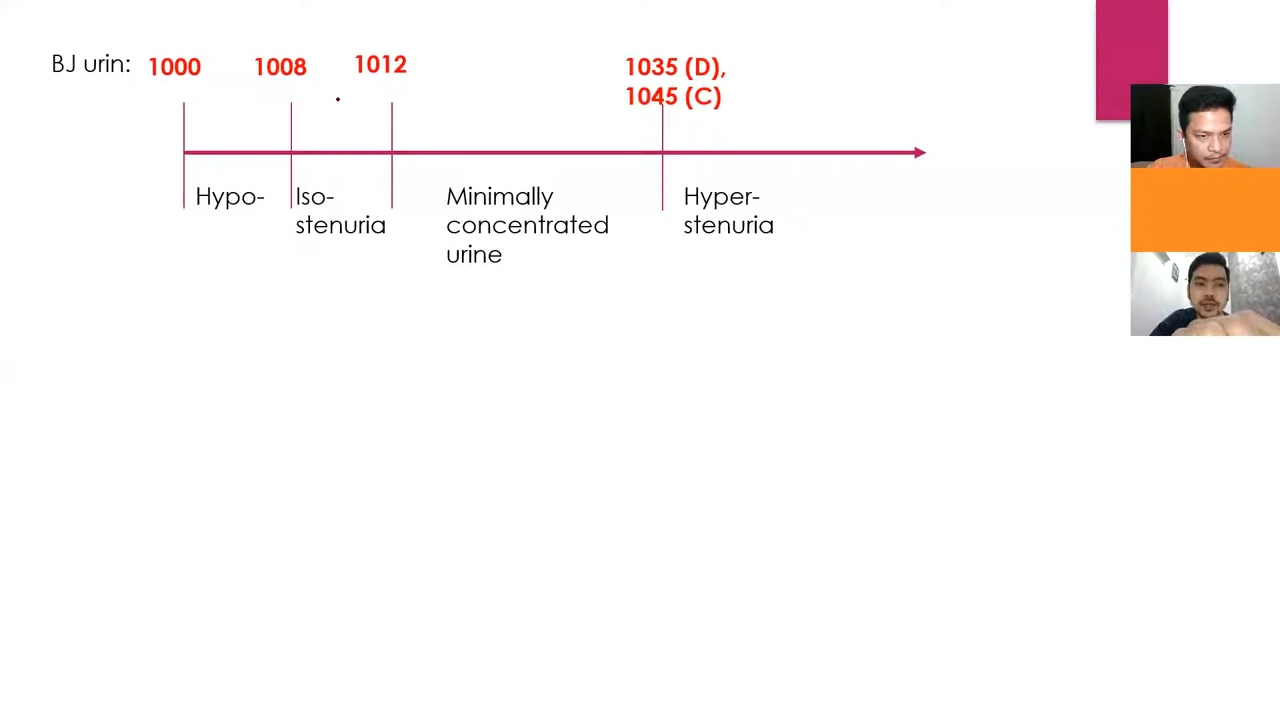 BJ urin: 1000 1008 1012 1035 (D),
1045 (C)
Hypo- Iso- Minimally Hyper-
stenuria concentrated stenuria
urine